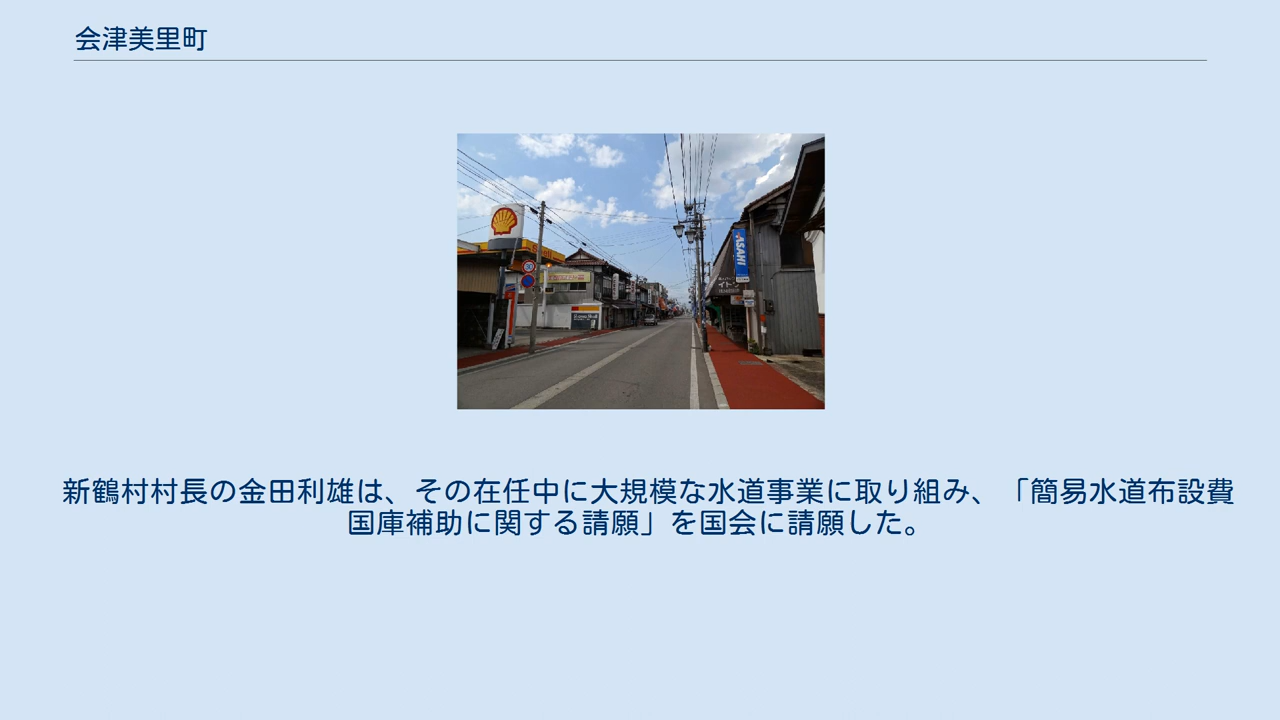 会津美里町
ASAHI
新鶴村村長の金田利雄は、その在任中に大規模な水道事業に取り組み、「簡易水道布設費
国庫補助に関する請願」を国会に請願した。